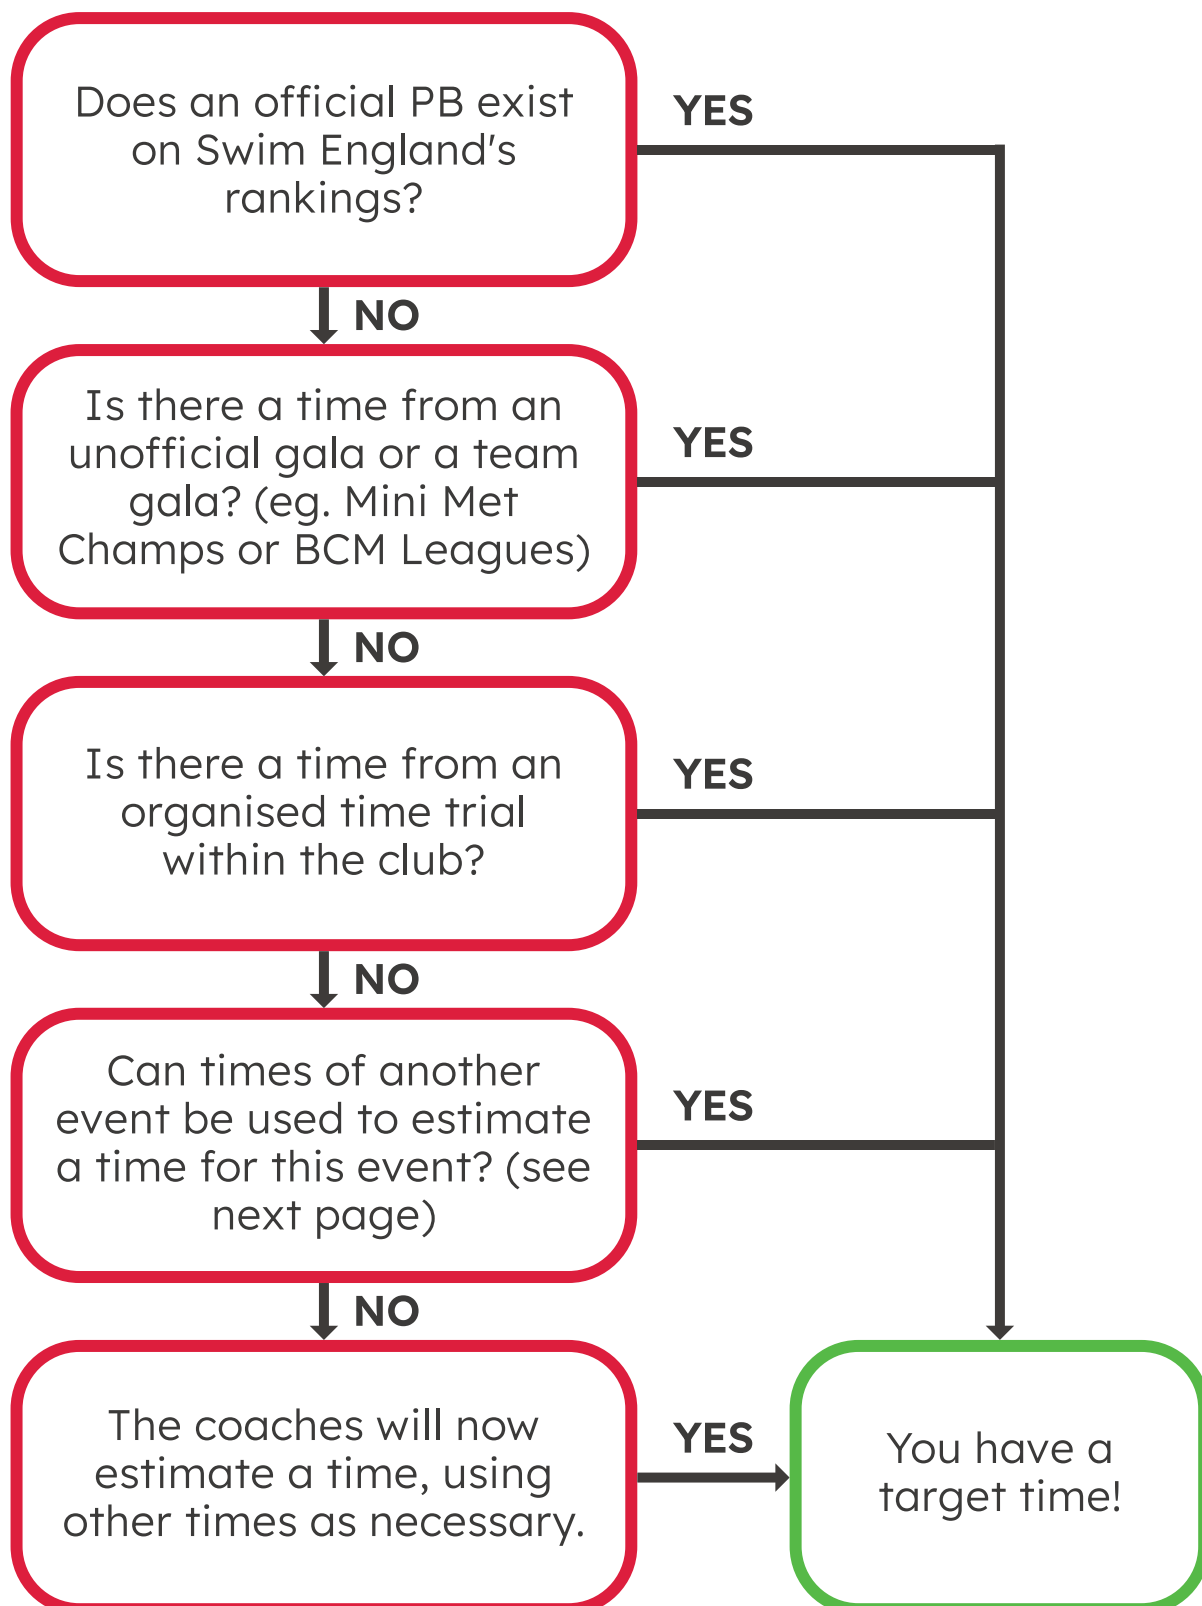 Does an official PB exist
on Swim England's
rankings?
YES
NO
Is there a time from an
unofficial gala or a team
gala? (eg. Mini Met
Champs or BCM Leagues)
YES
NO
Is there a time from an
organised time trial
within the club?
YES
NO
Can times of another
event be used to estimate
a time for this event? (see
next page)
YES
NO
The coaches will now
estimate a time, using
other times as necessary.
YES
You have a
target time!